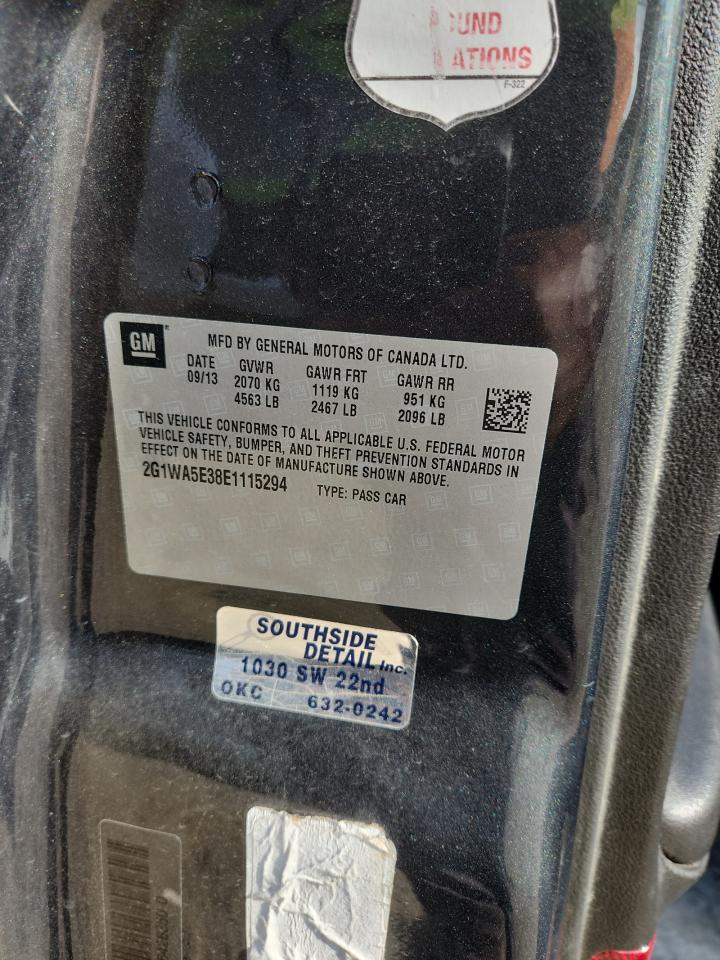 UND
ATIONS
F-322
GM
MFD BY GENERAL MOTORS OF CANADA LTD.
DATE GVWR GAWR FRT GAWR RR
09/13 2070 KG 1119 KG 951 KG
4563 LB 2467 LB 2096 LB
THIS VEHICLE CONFORMS TO ALL APPLICABLE U.S. FEDERAL MOTOR
VEHICLE SAFETY, BUMPER, AND THEFT PREVENTION STANDARDS IN
EFFECT ON THE DATE OF MANUFACTURE SHOWN ABOVE.
2G1WA5E38E1115294 TYPE: PASS CAR
SOUTHSIDE
DETAIL Inc.
1030 SW 22nd
OKC 632-0242